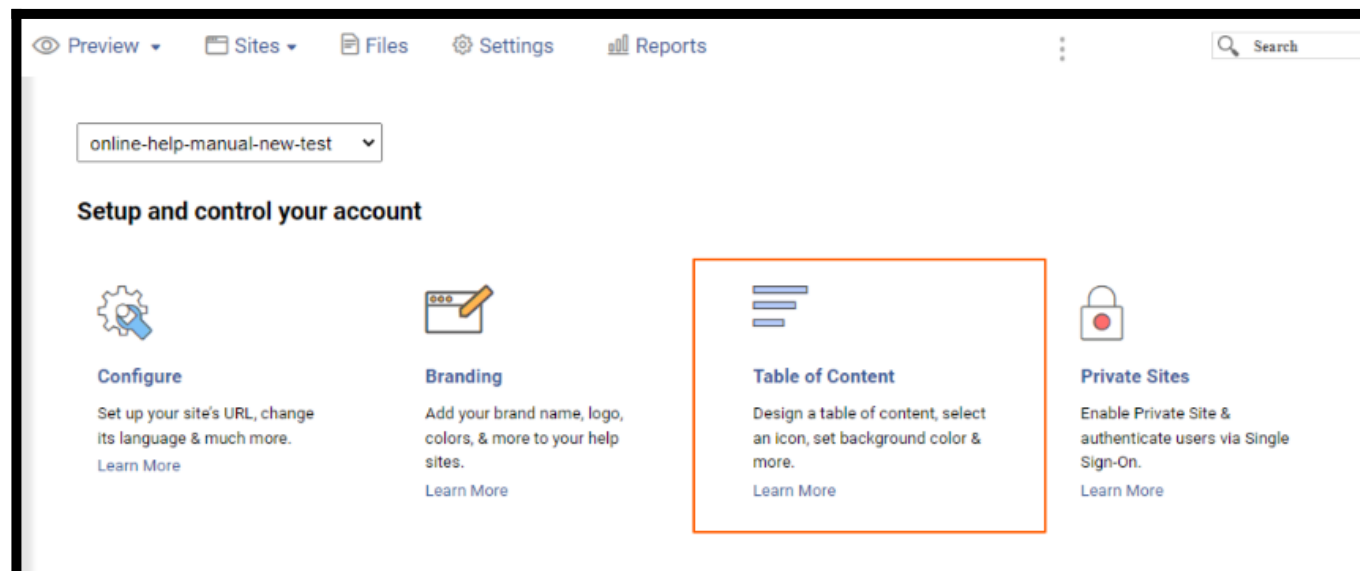 Preview Sites Files Settings Reports Search
online-help-manual-new-test
Setup and control your account
Configure
Set up your site's URL, change
its language & much more.
Learn More
Branding
Add your brand name, logo,
colors, & more to your help
sites.
Learn More
Table of Content
Design a table of content, select
an icon, set background color &
more.
Learn More
Private Sites
Enable Private Site &
authenticate users via Single
Sign-On.
Learn More